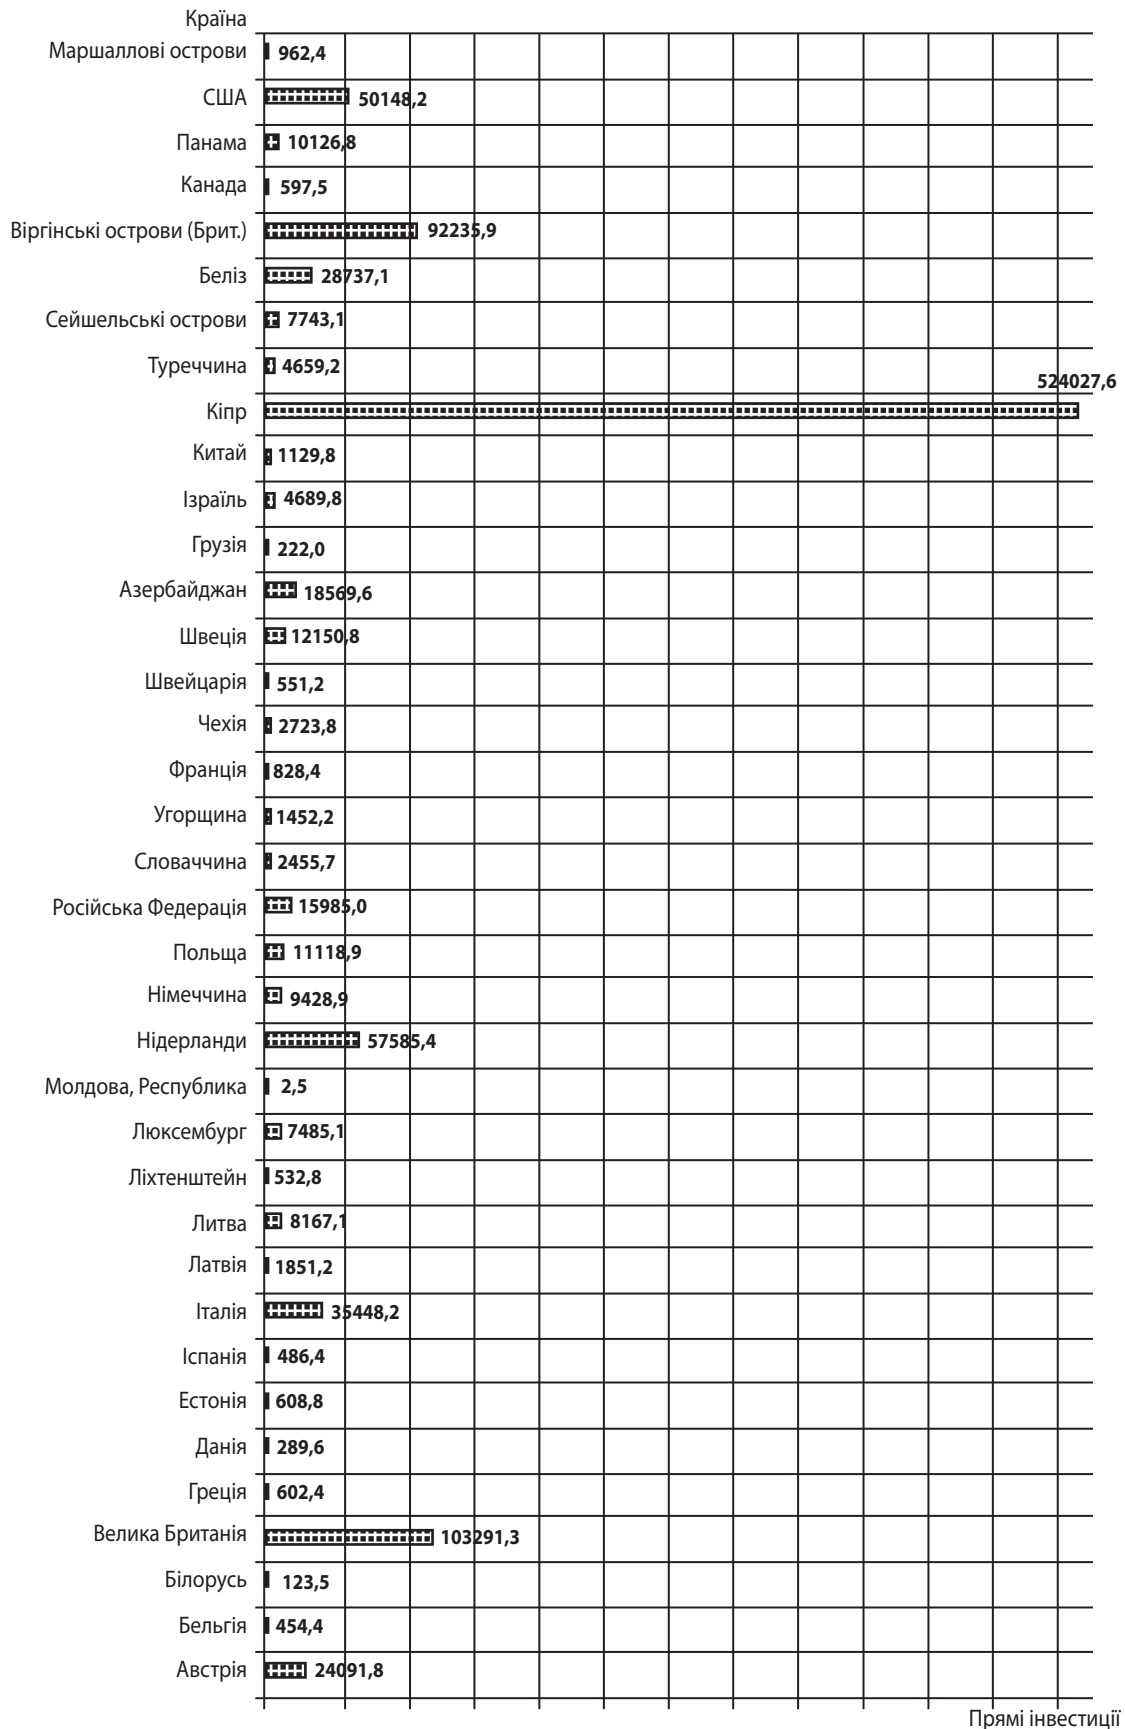 Країна
Маршаллові острови 962,4
США 50148,2
Панама 10126,8
Канада 597,5
Віргінські острови (Брит.) 92235,9
Беліз 28737,1
Сейшельські острови 7743,1
Туреччина 4659,2
524027,6
Кіпр
Китай 1129,8
Ізраїль 4689,8
Грузія 222,0
Азербайджан 18569,6
Швеція 12150,8
Швейцарія 551,2
Чехія 2723,8
Франція 828,4
Угорщина 1452,2
Словаччина 2455,7
Російська Федерація 15985,0
Польща 11118,9
Німеччина 9428,9
Нідерланди 57585,4
Молдова, Республика 2,5
Люксембург 7485,1
Ліхтенштейн 532,8
Литва 8167,1
Латвія 1851,2
Італія 35448,2
Іспанія 486,4
Естонія 608,8
Данія 289,6
Греція 602,4
Велика Британія 103291,3
Білорусь 123,5
Бельгія 454,4
Австрія 24091,8
Прямі інвестиції